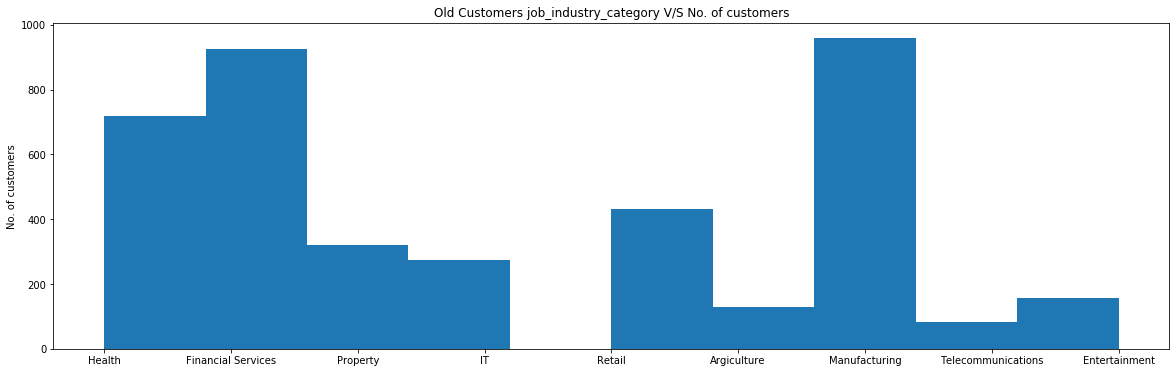 Old Customers job_industry_category V/S No. of customers
1000
800
600
400
200
0
No. of customers
Health Financial Services Property IT Retail Argiculture Manufacturing Telecommunications Entertainment